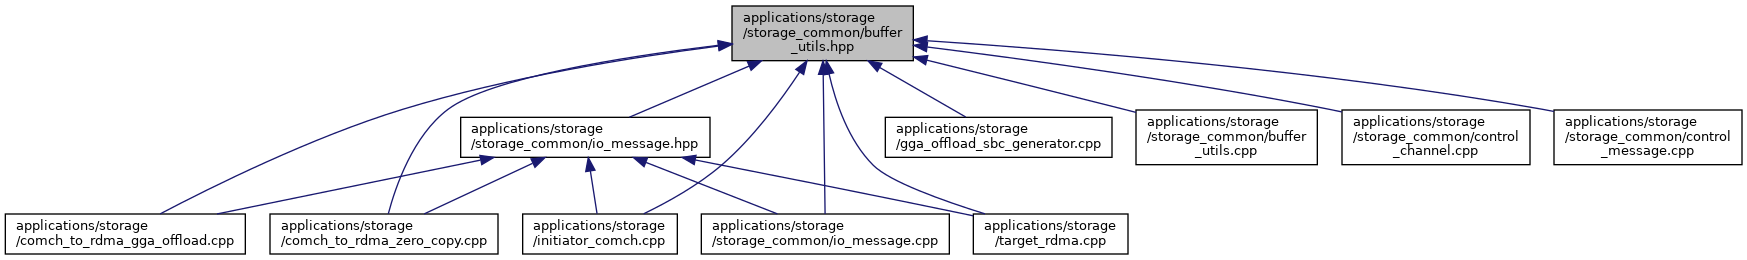 applications/storage
/storage_common/buffer
_utils.hpp
applications/storage
/storage_common/io_message.hpp
applications/storage
/gga_offload_sbc_generator.cpp
applications/storage
/storage_common/buffer
_utils.cpp
applications/storage
/storage_common/control
_channel.cpp
applications/storage
/storage_common/control
_message.cpp
applications/storage
/comch_to_rdma_gga_offload.cpp
applications/storage
/comch_to_rdma_zero_copy.cpp
applications/storage
/initiator_comch.cpp
applications/storage
/storage_common/io_message.cpp
applications/storage
/target_rdma.cpp